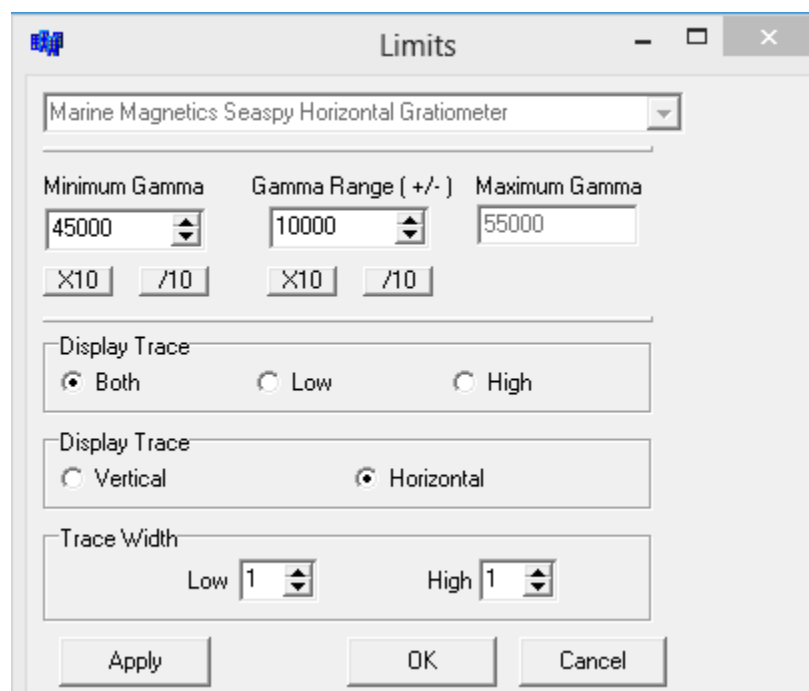 Limits
Marine Magnetics Seaspy Horizontal Gratiometer
Minimum Gamma Gamma Range ( +/- ) Maximum Gamma
45000 10000 55000
X10 /10 X10 /10
Display Trace
Both Low High
Display Trace
Vertical Horizontal
Trace Width
Low 1 High 1
Apply OK Cancel